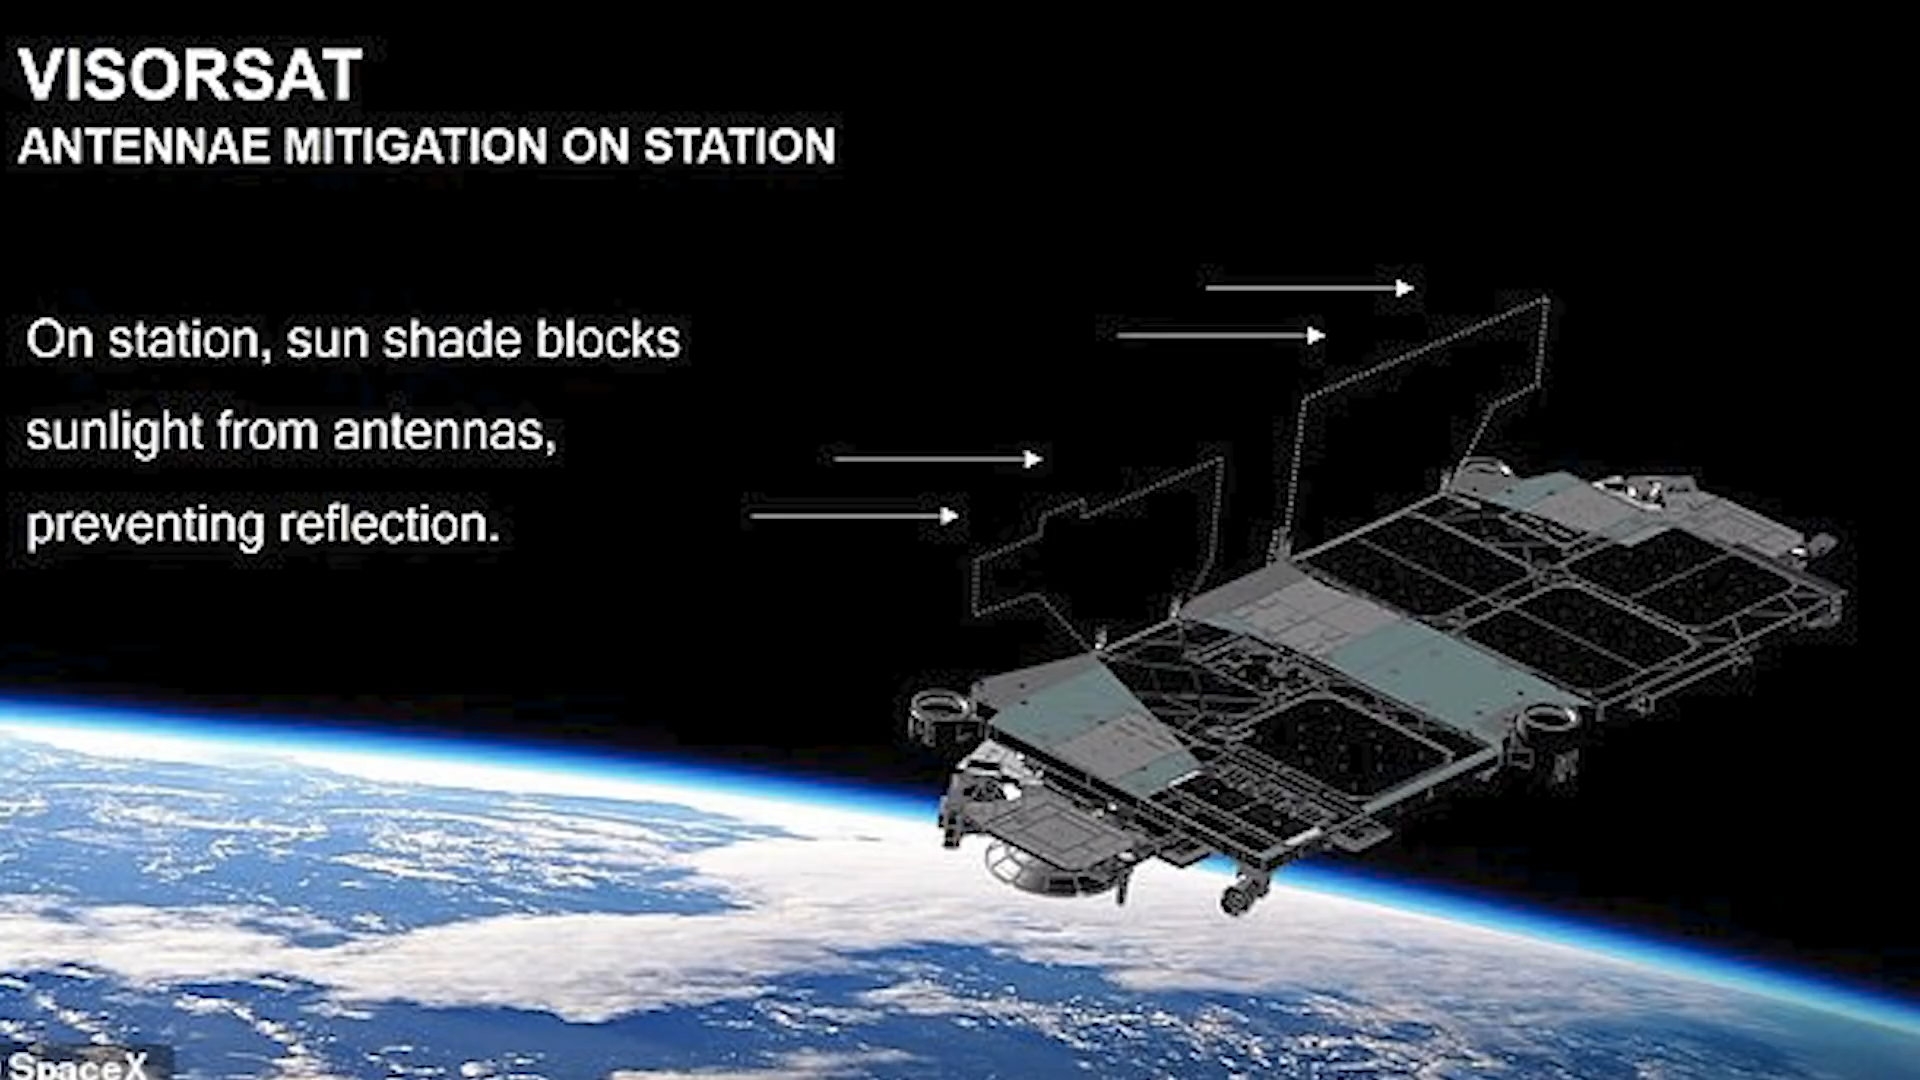 VISORSAT
ANTENNAE MITIGATION ON STATION
On station, sun shade blocks
sunlight from antennas,
preventing reflection.
SpaceX